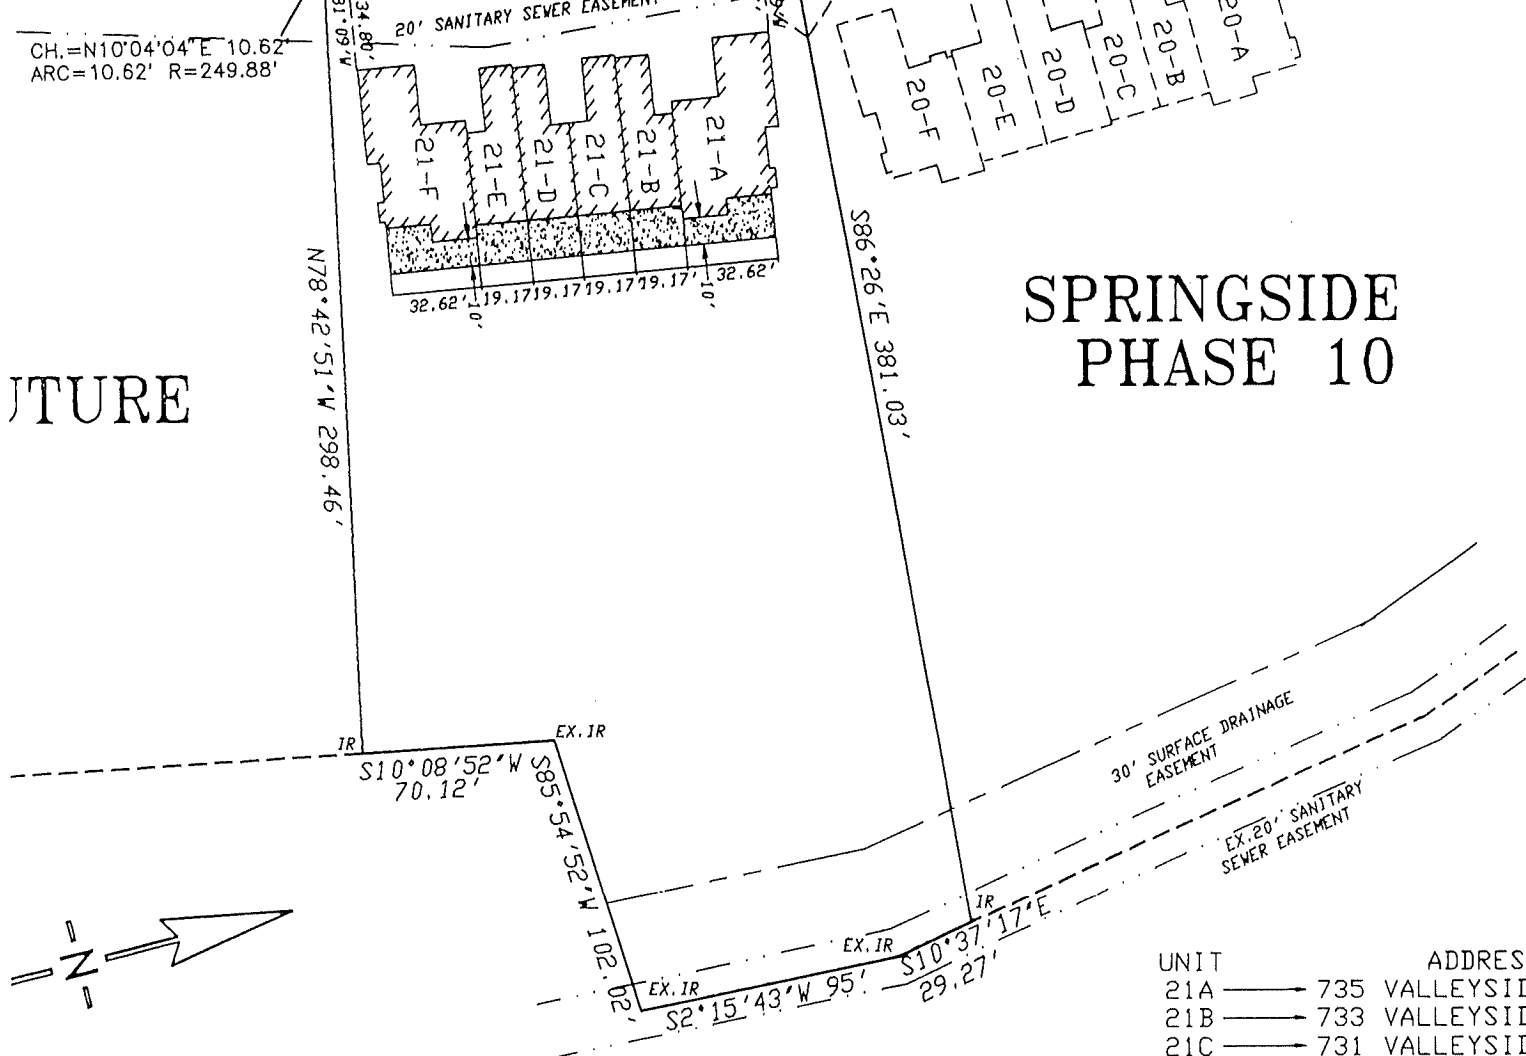 20' SANITARY SEWER EASEMENT
CH.=N10°04'04"E 10.62'
ARC=10.62' R=249.88'
34.80'
20-F
20-E
20-D
20-C
20-B
20-A
21-F
21-E
21-D
21-C
21-B
21-A
32.62'
19.17'
19.17'
19.17'
19.17'
32.62'
10'
10'
N78°42'51"W 298.46'
S86°26'E 381.03'
SPRINGSIDE
PHASE 10
UTURE
IR
EX.IR
S10°08'52"W
70.12'
S85°54'52"W 102.02'
30' SURFACE DRAINAGE
EASEMENT
EX.20' SANITARY
SEWER EASEMENT
IR
EX.IR
S10°37'17"E
29.27'
EX.IR
S2°15'43"W 95'
N
UNIT ADDRES
21A 735 VALLEYSID
21B 733 VALLEYSID
21C 731 VALLEYSID